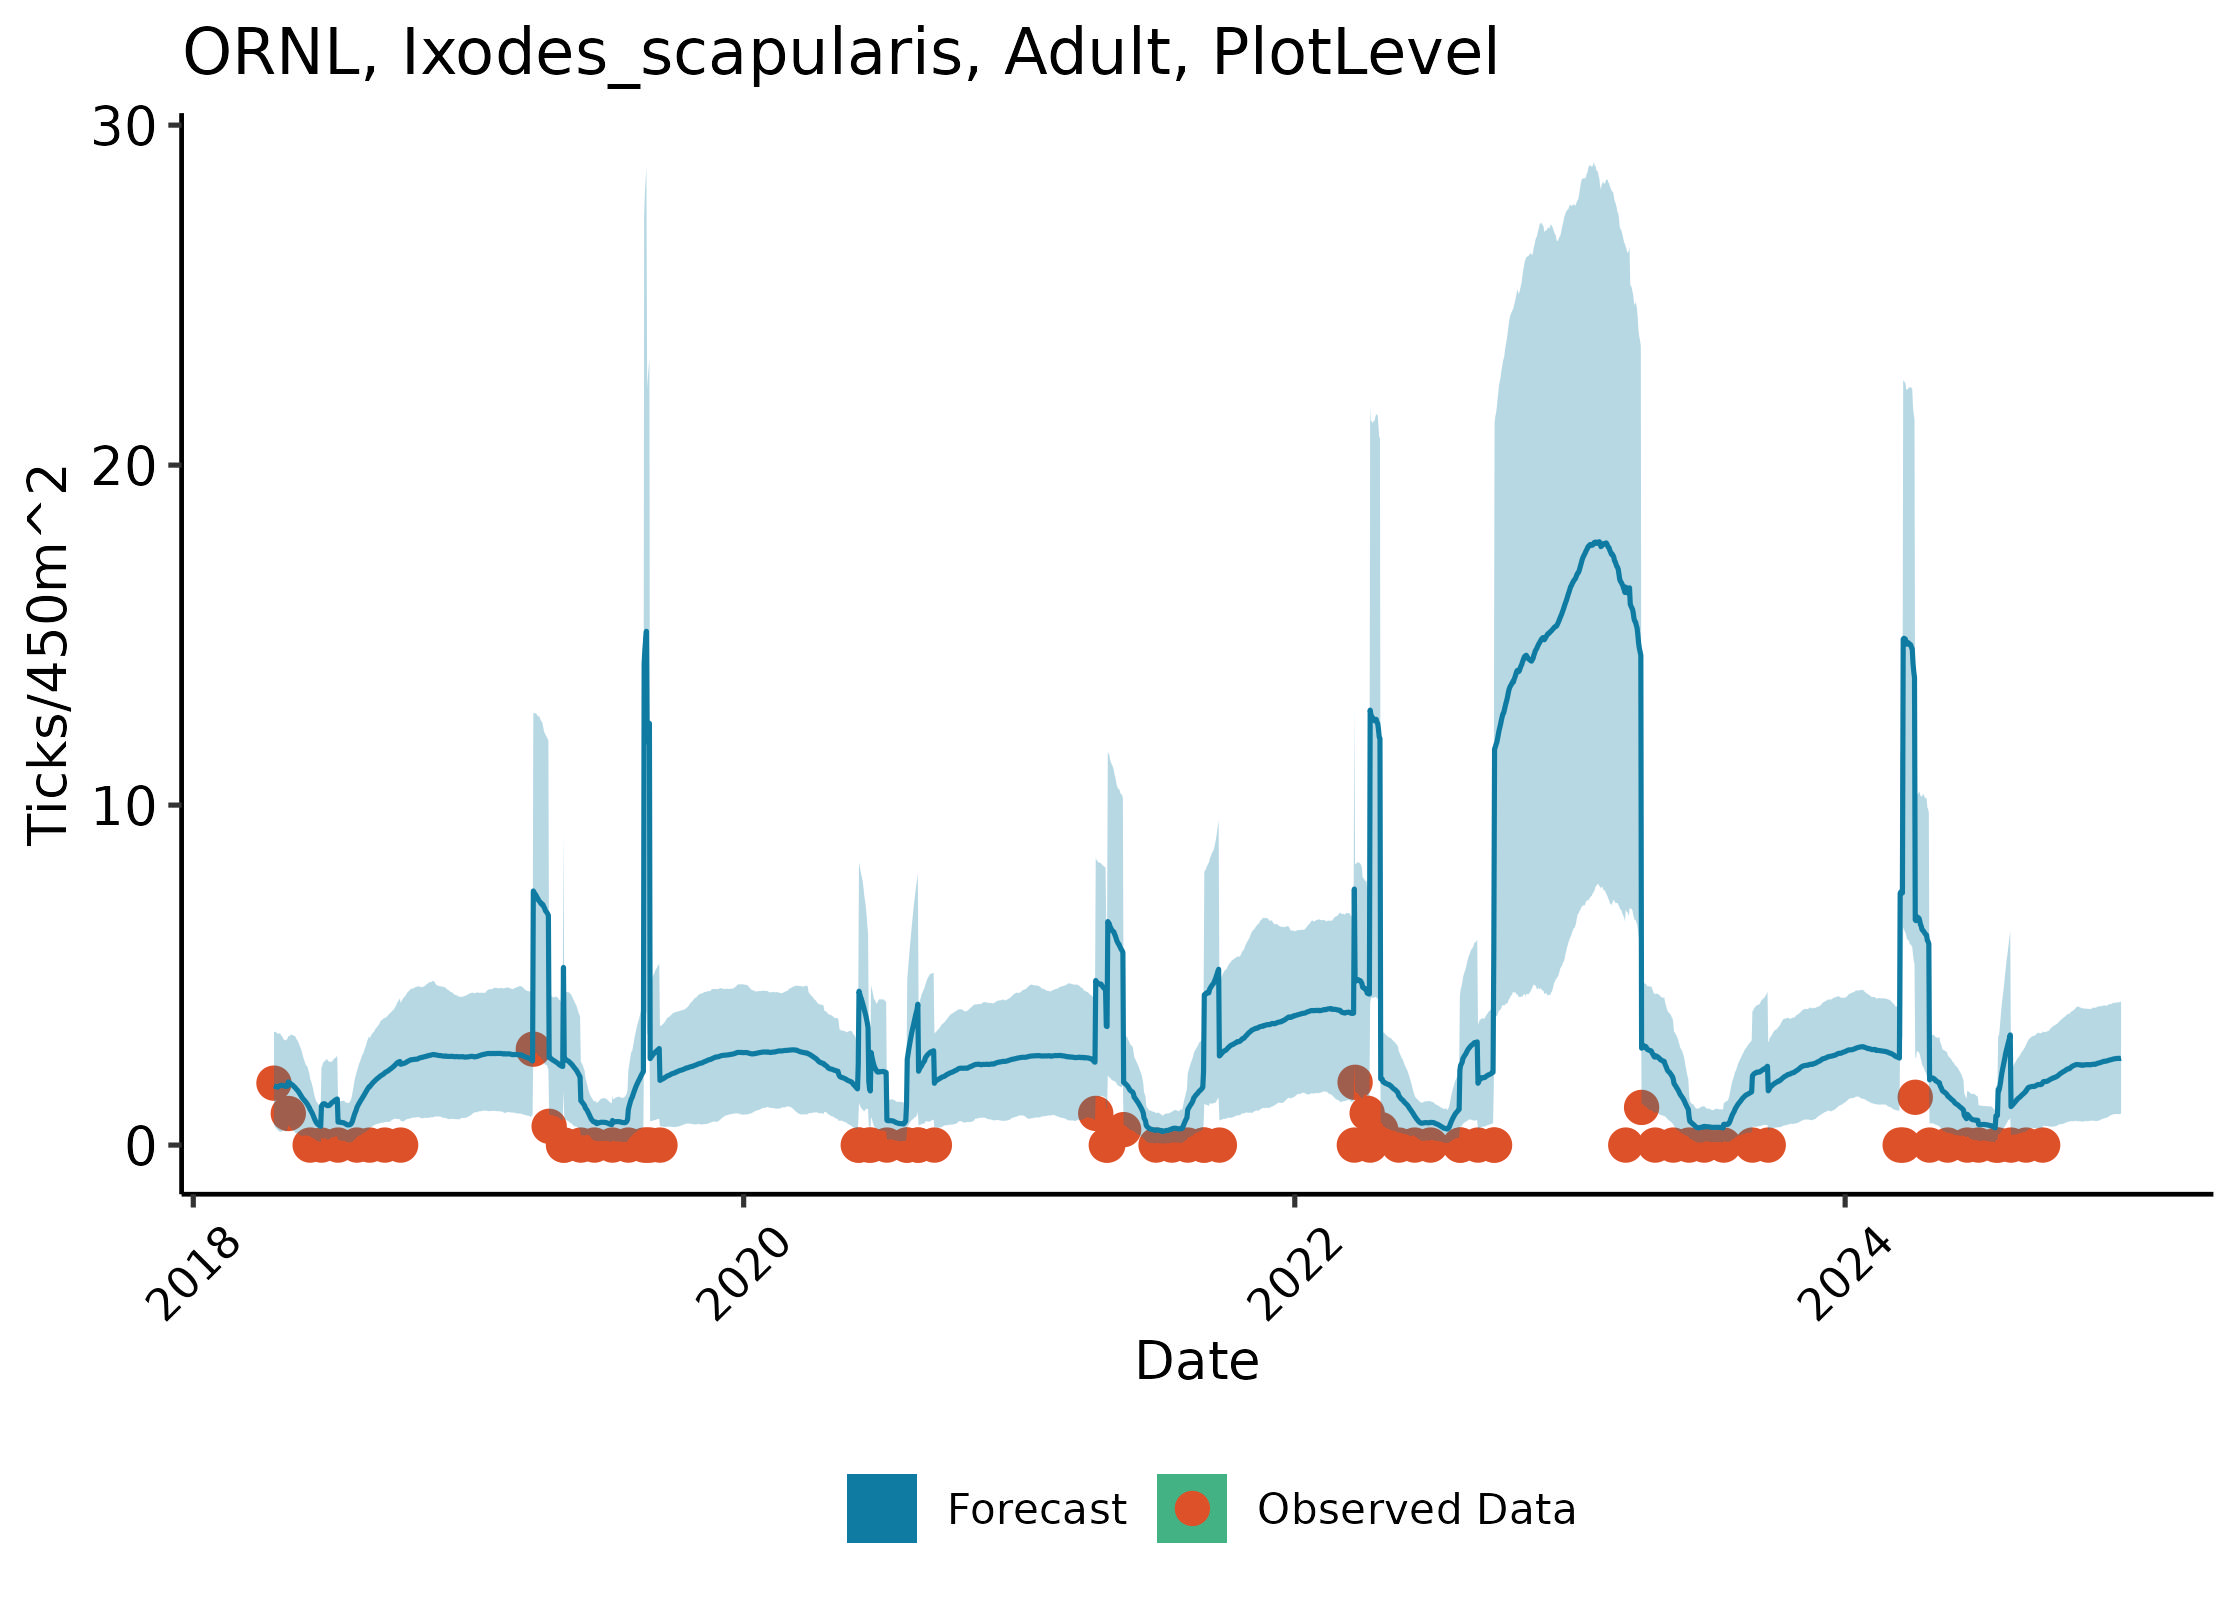 ORNL, Ixodes_scapularis, Adult, PlotLevel
Ticks/450m^2
30
20
10
0
2018
2020
2022
2024
Date
Forecast
Observed Data